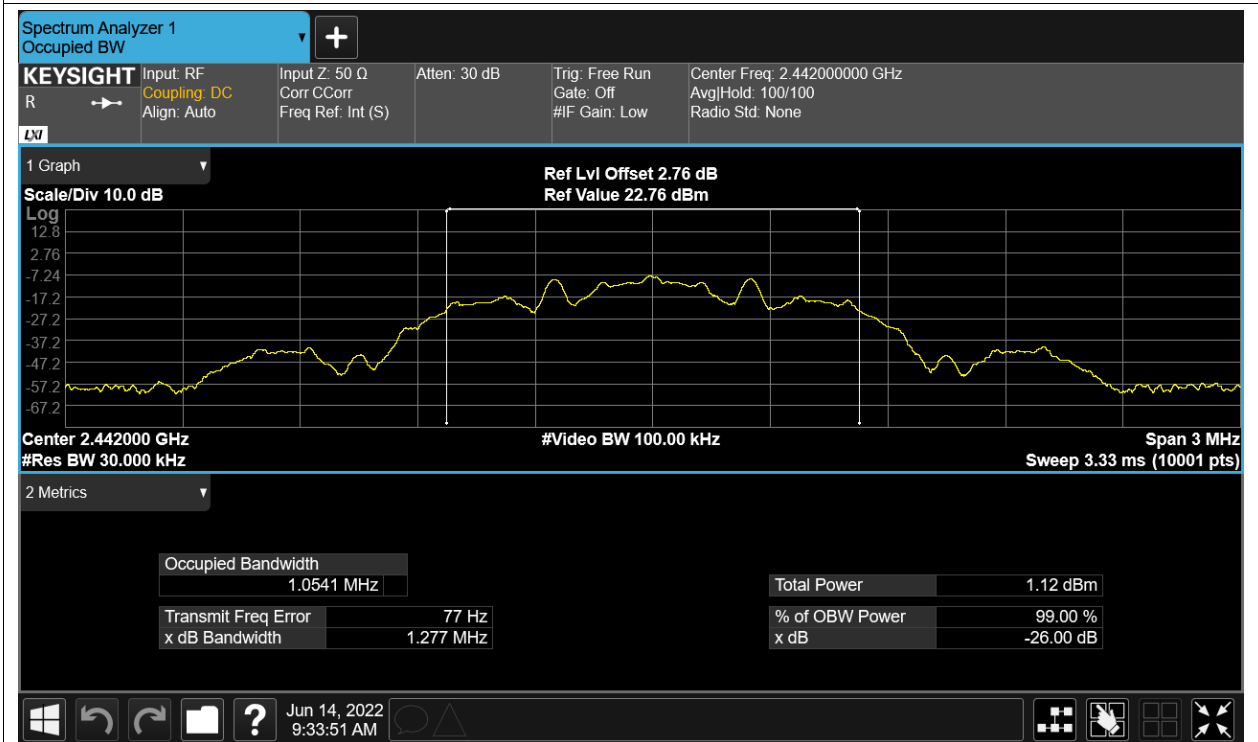 Spectrum Analyzer 1
Occupied BW
KEYSIGHT
R
LXI
Input: RF
Coupling: DC
Align: Auto
Input Z: 50 Ω
Corr CCorr
Freq Ref: Int (S)
Atten: 30 dB
Trig: Free Run
Gate: Off
#IF Gain: Low
Center Freq: 2.442000000 GHz
Avg|Hold: 100/100
Radio Std: None
1 Graph
Scale/Div 10.0 dB
Ref Lvl Offset 2.76 dB
Ref Value 22.76 dBm
Log
12.8
2.76
-7.24
-17.2
-27.2
-37.2
-47.2
-57.2
-67.2
Center 2.442000 GHz
#Res BW 30.000 kHz
#Video BW 100.00 kHz
Span 3 MHz
Sweep 3.33 ms (10001 pts)
2 Metrics
Occupied Bandwidth
1.0541 MHz
Transmit Freq Error 77 Hz
x dB Bandwidth 1.277 MHz
Total Power 1.12 dBm
% of OBW Power 99.00 %
x dB -26.00 dB
?
Jun 14, 2022
9:33:51 AM